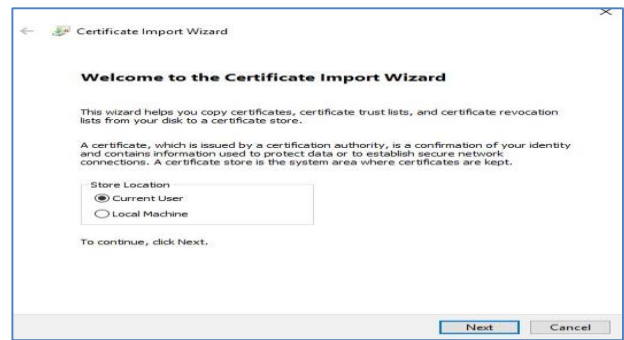 Certificate Import Wizard
Welcome to the Certificate Import Wizard
This wizard helps you copy certificates, certificate trust lists, and certificate revocation
lists from your disk to a certificate store.
A certificate, which is issued by a certification authority, is a confirmation of your identity
and contains information used to protect data or to establish secure network
connections. A certificate store is the system area where certificates are kept.
Store Location
Current User
Local Machine
To continue, click Next.
Next Cancel